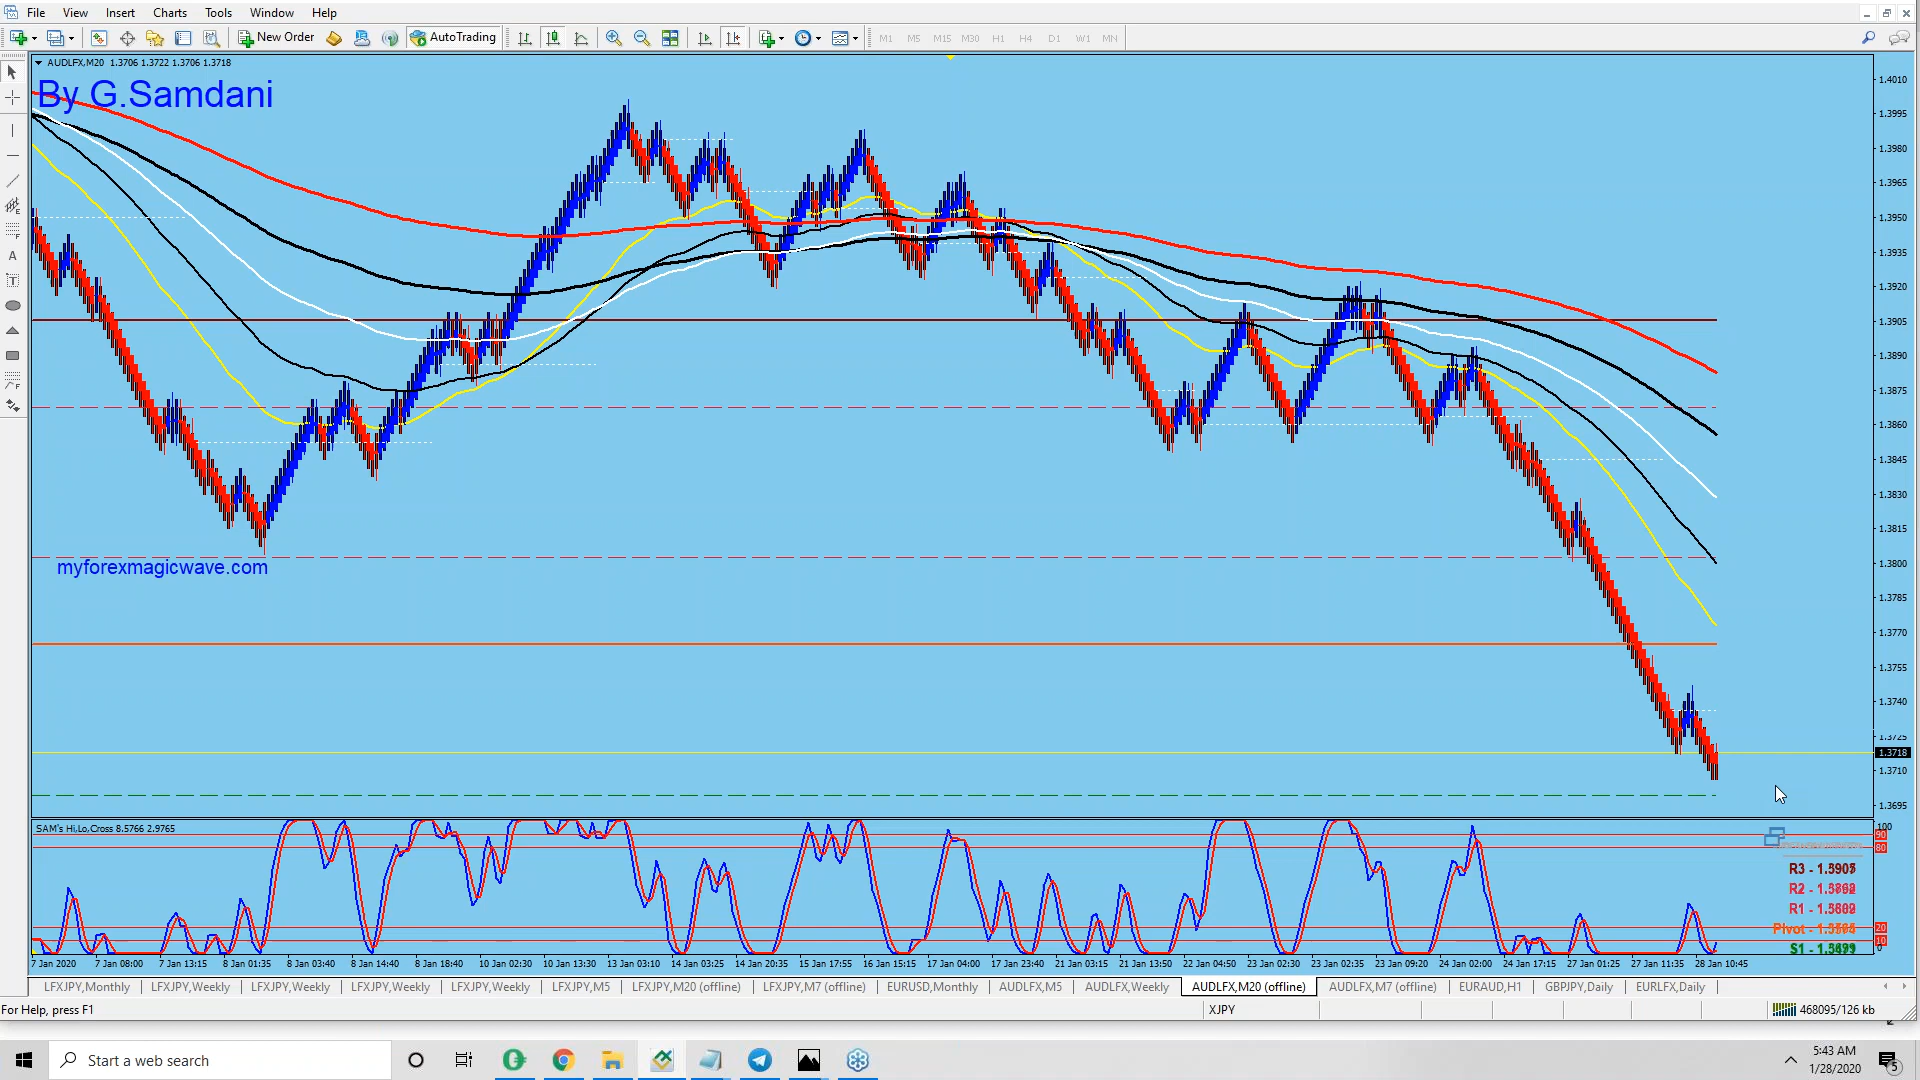 File View Insert Charts Tools Window Help
New Order AutoTrading M1 M5 M15 M30 H1 H4 D1 W1 MN
AUDLFX,M20 1.3706 1.3722 1.3706 1.3718
By G.Samdani
myforexmagicwave.com
1.4010
1.3995
1.3980
1.3965
1.3950
1.3935
1.3920
1.3905
1.3890
1.3875
1.3860
1.3845
1.3830
1.3815
1.3800
1.3785
1.3770
1.3755
1.3740
1.3725
1.3718
1.3710
1.3695
SAM's Hi,Lo,Cross 8.5766 2.9765
100
90
80
20
10
0
R3 -
R2 -
R1 -
Pivot -
S1 -
7 Jan 2020 7 Jan 08:00 7 Jan 13:15 8 Jan 01:35 8 Jan 03:40 8 Jan 14:40 8 Jan 18:40 10 Jan 02:30 10 Jan 13:30 13 Jan 03:10 14 Jan 03:25 14 Jan 20:35 15 Jan 17:55 16 Jan 15:15 17 Jan 04:00 17 Jan 23:40 21 Jan 03:15 21 Jan 13:50 22 Jan 04:50 23 Jan 02:30 23 Jan 02:35 23 Jan 09:20 24 Jan 02:00 24 Jan 17:15 27 Jan 01:25 27 Jan 11:35 28 Jan 10:45
LFXJPY,Monthly LFXJPY,Weekly LFXJPY,Weekly LFXJPY,Weekly LFXJPY,Weekly LFXJPY,M5 LFXJPY,M20 (offline) LFXJPY,M7 (offline) EURUSD,Monthly AUDLFX,M5 AUDLFX,Weekly AUDLFX,M20 (offline) AUDLFX,M7 (offline) EURAUD,H1 GBPJPY,Daily EURLFX,Daily
For Help, press F1 XJPY 468095/126 kb
Start a web search
5:43 AM
1/28/2020
5